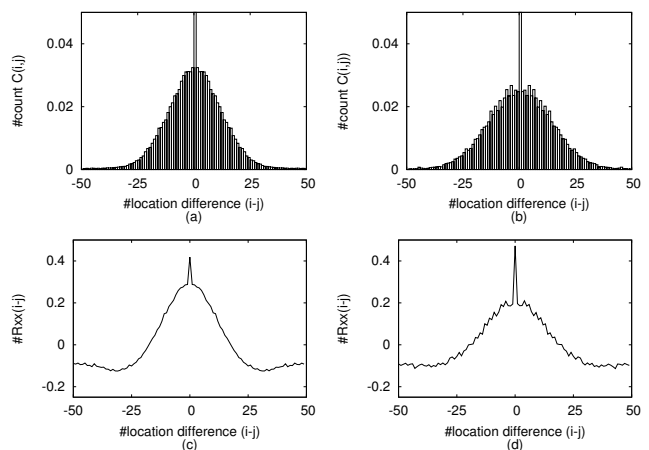 0.04
0.02
0
#count C(i,j)
-50 -25 0 25 50
#location difference (i-j)
(a)
0.04
0.02
0
#count C(i,j))
-50 -25 0 25 50
#location difference (i-j)
(b)
0.4
0.2
0
-0.2
#Rxx(i-j)
-50 -25 0 25 50
#location difference (i-j)
(c)
0.4
0.2
0
-0.2
#Rxx(i-j)
-50 -25 0 25 50
#location difference (i-j)
(d)